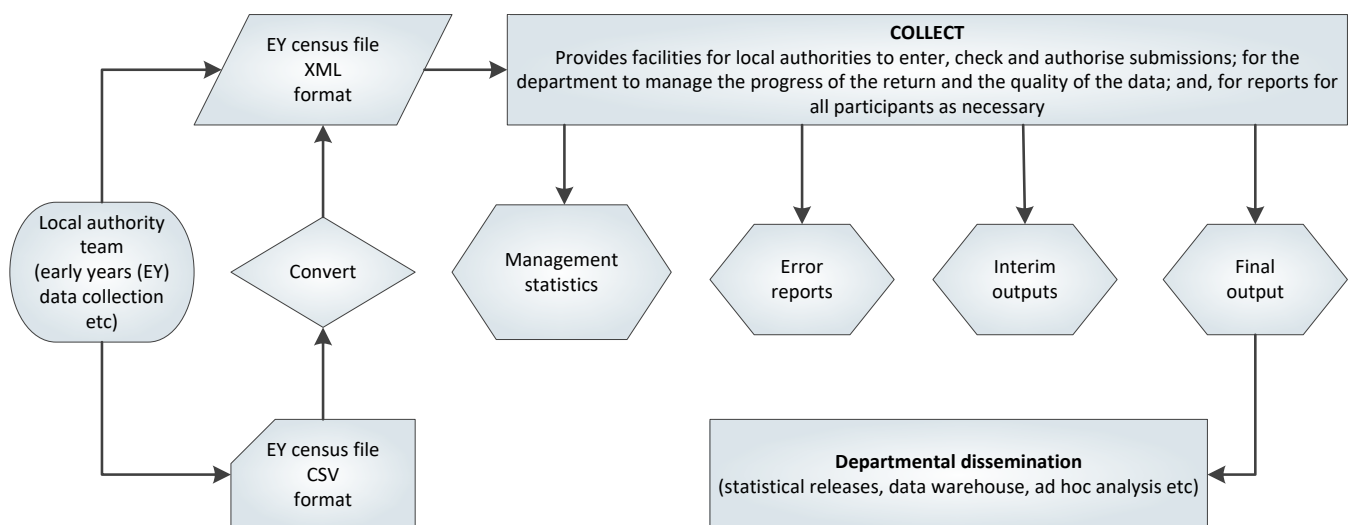 EY census file
XML
format
COLLECT
Provides facilities for local authorities to enter, check and authorise submissions; for the
department to manage the progress of the return and the quality of the data; and, for reports for
all participants as necessary
Local authority
team
(early years (EY)
data collection
etc)
Convert
Management
statistics
Error
reports
Interim
outputs
Final
output
EY census file
CSV
format
Departmental dissemination
(statistical releases, data warehouse, ad hoc analysis etc)